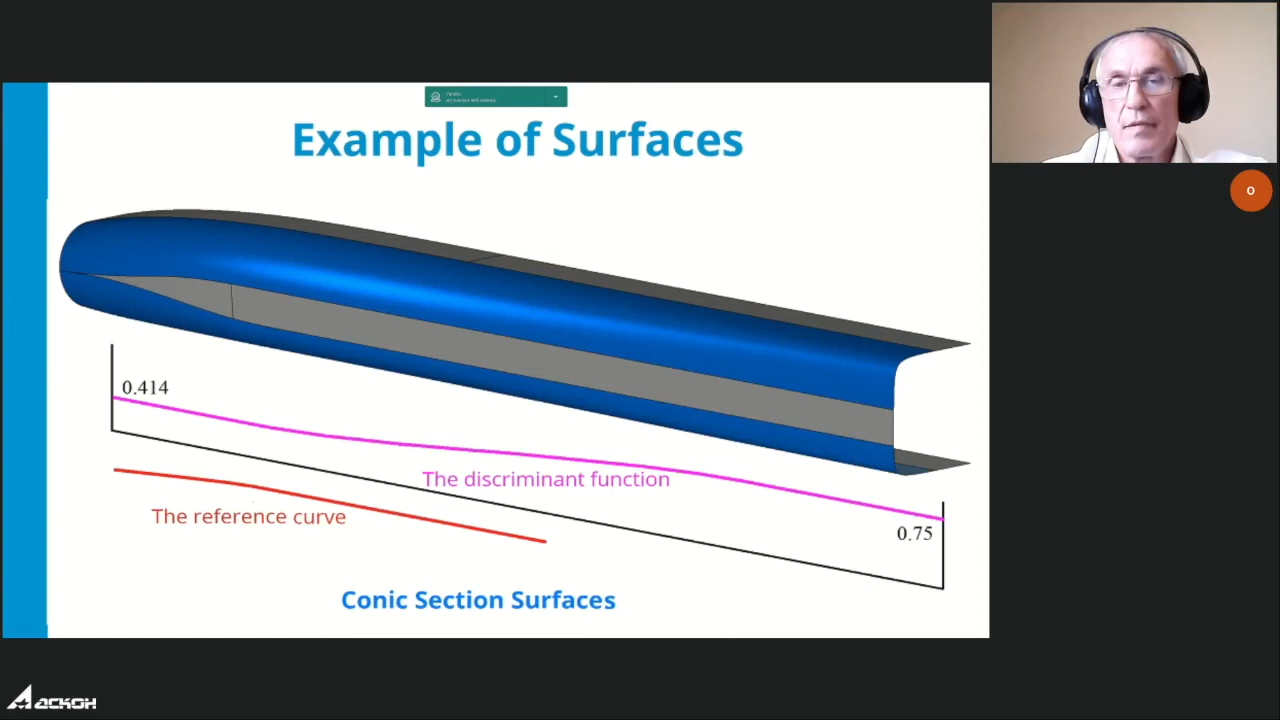 Example of Surfaces
0.414
The discriminant function
The reference curve
0.75
Conic Section Surfaces
О
АСКОН